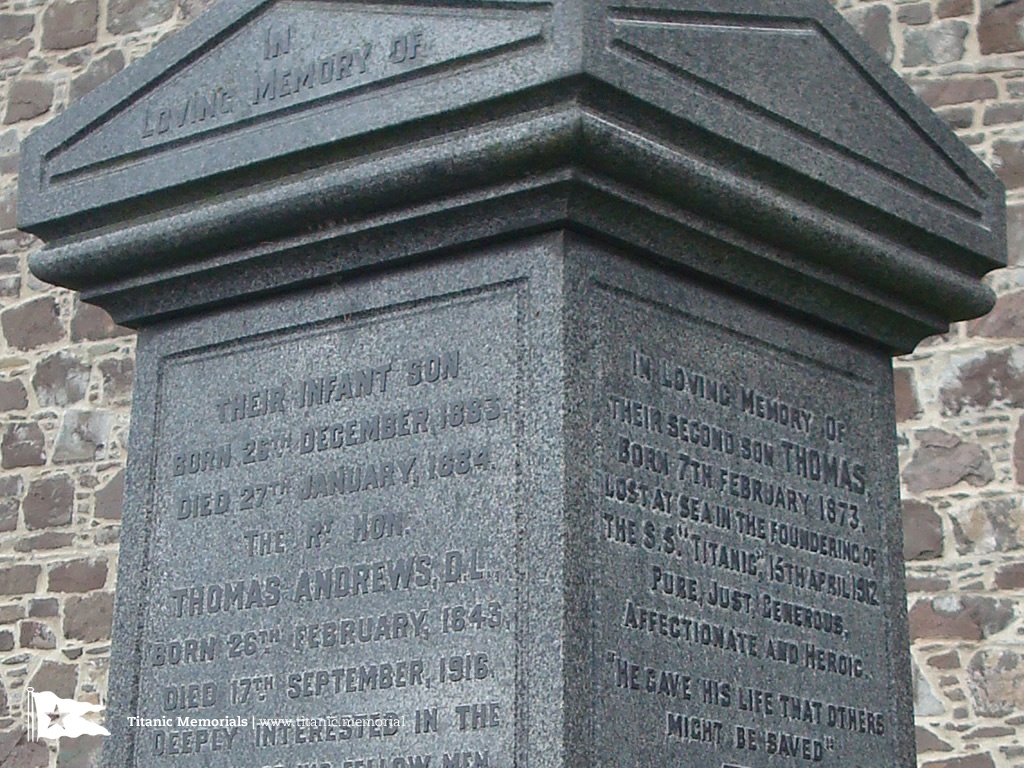 IN
LOVING MEMORY OF
THEIR INFANT SON
BORN 26TH DECEMBER, 1883.
DIED 27TH JANUARY, 1884.
THE RT HON.
THOMAS ANDREWS, D.L.
BORN 26TH FEBRUARY, 1843.
DIED 17TH SEPTEMBER, 1916.
DEEPLY INTERESTED IN THE
HIS FELLOW MEN
IN LOVING MEMORY OF
THEIR SECOND SON THOMAS,
BORN 7TH FEBRUARY 1873.
LOST AT SEA IN THE FOUNDERING OF
THE S.S. "TITANIC", 15TH APRIL 1912
PURE, JUST, GENEROUS,
AFFECTIONATE AND HEROIC.
"HE GAVE HIS LIFE THAT OTHERS
MIGHT BE SAVED"
Titanic Memorials | www.titanic.memorial